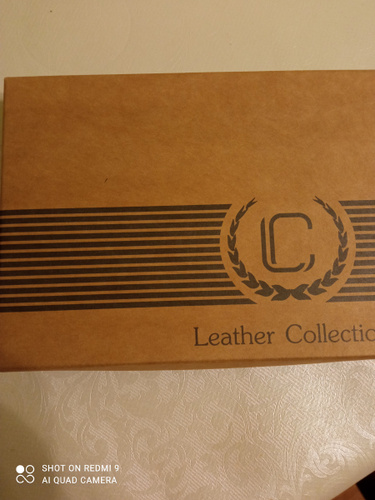 LC
Leather Collectio
SHOT ON REDMI 9
AI QUAD CAMERA